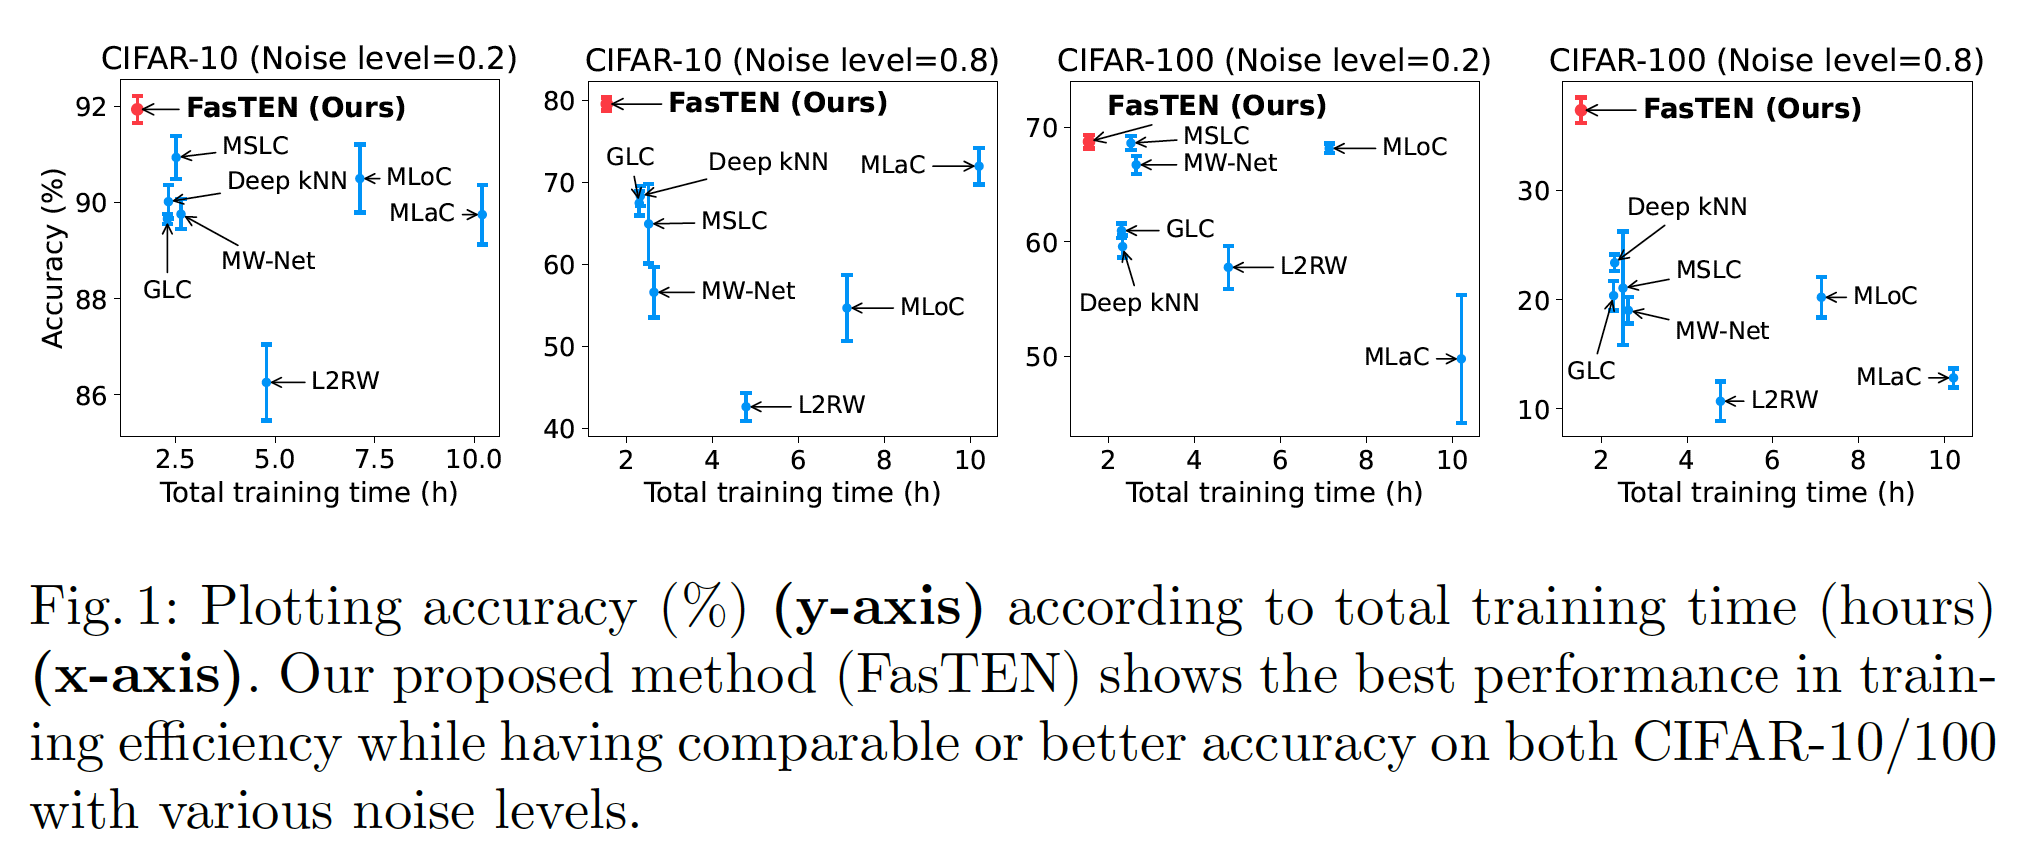 CIFAR-10 (Noise level=0.2)
Accuracy (%)
92
90
88
86
FasTEN (Ours)
MSLC
Deep kNN
MLoC
MLaC
MW-Net
GLC
L2RW
2.5 5.0 7.5 10.0
Total training time (h)
CIFAR-10 (Noise level=0.8)
80
70
60
50
40
FasTEN (Ours)
GLC
Deep kNN
MLaC
MSLC
MW-Net
MLoC
L2RW
2 4 6 8 10
Total training time (h)
CIFAR-100 (Noise level=0.2)
70
60
50
FasTEN (Ours)
MSLC
MW-Net
MLoC
GLC
L2RW
Deep kNN
MLaC
2 4 6 8 10
Total training time (h)
CIFAR-100 (Noise level=0.8)
30
20
10
FasTEN (Ours)
Deep kNN
MSLC
MLoC
MW-Net
GLC
MLaC
L2RW
2 4 6 8 10
Total training time (h)
Fig. 1: Plotting accuracy (%) (y-axis) according to total training time (hours)
(x-axis). Our proposed method (FasTEN) shows the best performance in train-
ing efficiency while having comparable or better accuracy on both CIFAR-10/100
with various noise levels.